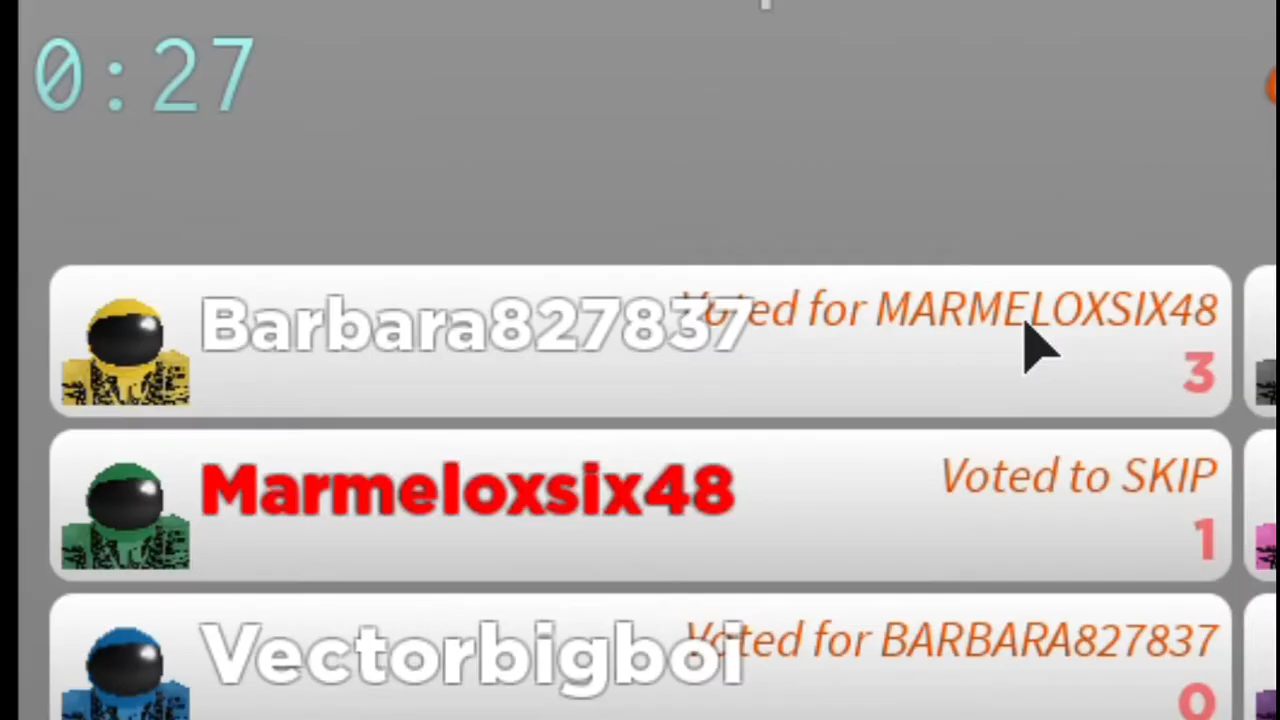 0:27
Barbara827837
Voted for MARMELOXSIX48
3
Marmeloxsix48
Voted to SKIP
1
Vectorbigboi
Voted for BARBARA827837
0